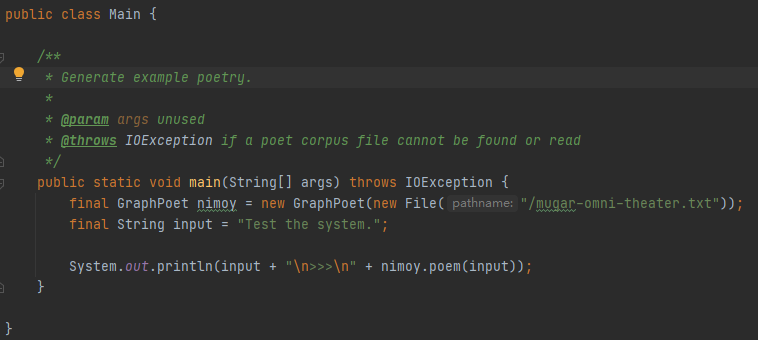 public class Main {
/**
* Generate example poetry.
*
* @param args unused
* @throws IOException if a poet corpus file cannot be found or read
*/
public static void main(String[] args) throws IOException {
final GraphPoet nimoy = new GraphPoet(new File( pathname: "/mugar-omni-theater.txt"));
final String input = "Test the system.";
System.out.println(input + "\n>>>\n" + nimoy.poem(input));
}
}